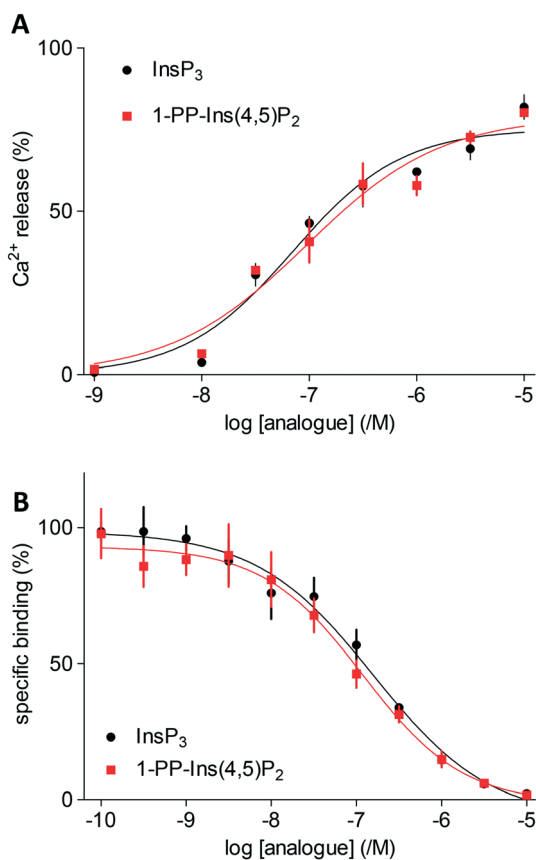 A
100
InsP₃
1-PP-Ins(4,5)P₂
Ca²⁺ release (%)
50
0
-9 -8 -7 -6 -5
log [analogue] (/M)
B
100
specific binding (%)
50
InsP₃
1-PP-Ins(4,5)P₂
0
-10 -9 -8 -7 -6 -5
log [analogue] (/M)